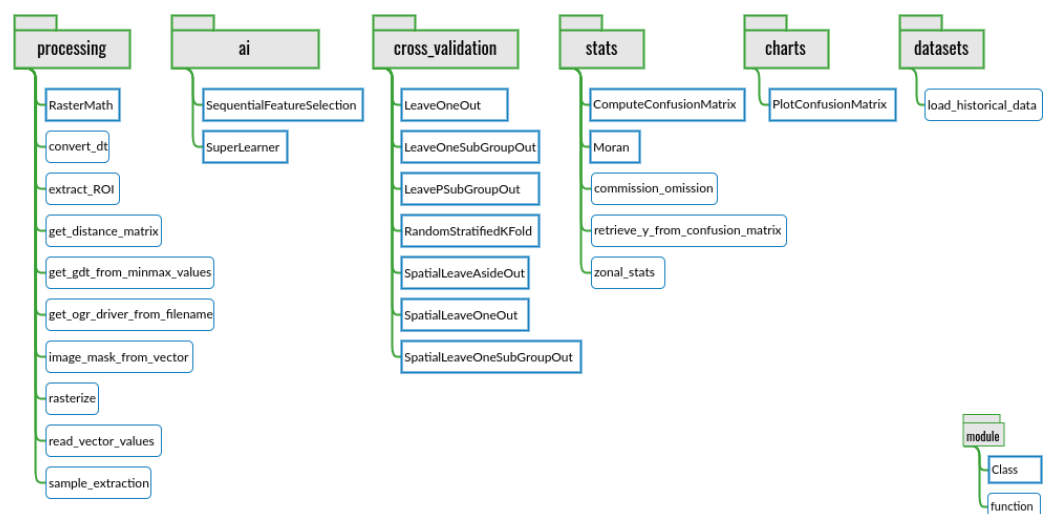 processing
RasterMath
convert_dt
extract_ROI
get_distance_matrix
get_gdt_from_minmax_values
get_ogr_driver_from_filename
image_mask_from_vector
rasterize
read_vector_values
sample_extraction
ai
SequentialFeatureSelection
SuperLearner
cross_validation
LeaveOneOut
LeaveOneSubGroupOut
LeavePSubGroupOut
RandomStratifiedKFold
SpatialLeaveAsideOut
SpatialLeaveOneOut
SpatialLeaveOneSubGroupOut
stats
ComputeConfusionMatrix
Moran
commission_omission
retrieve_y_from_confusion_matrix
zonal_stats
charts
PlotConfusionMatrix
datasets
load_historical_data
module
Class
function